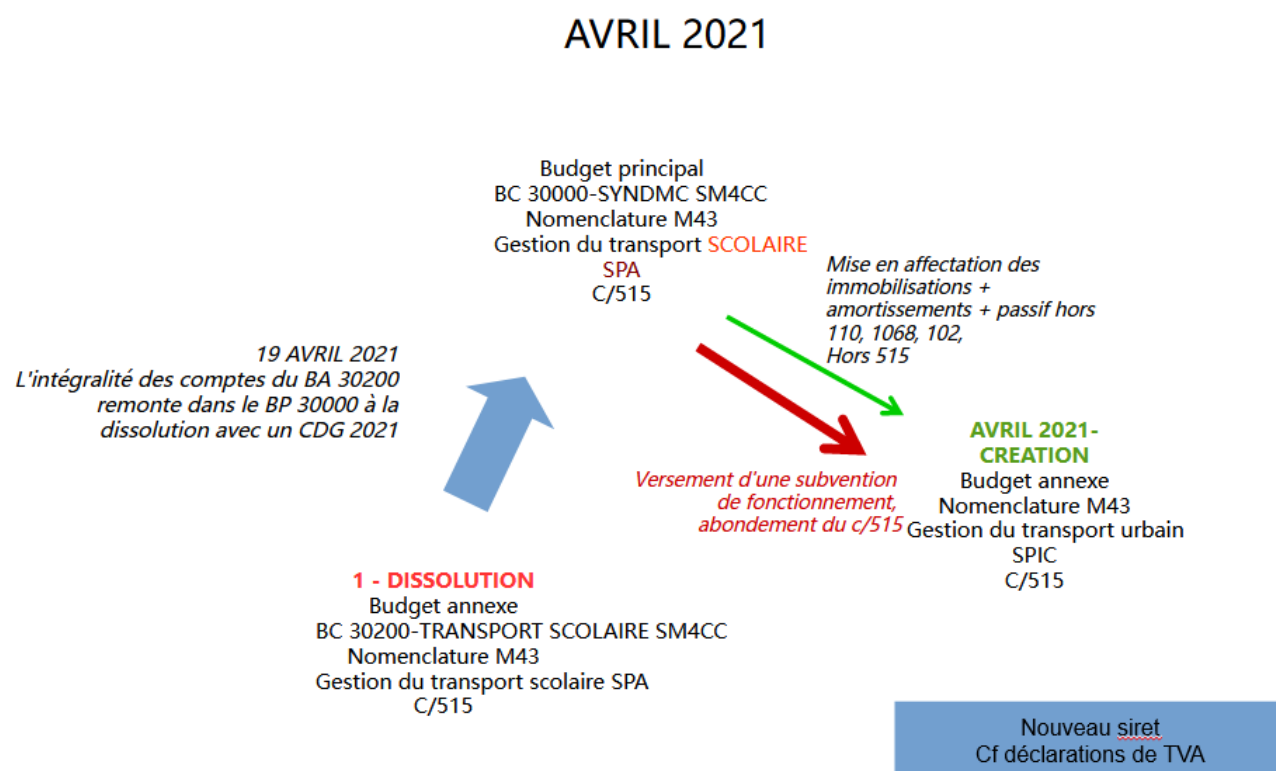 AVRIL 2021
Budget principal
BC 30000-SYNDMC SM4CC
Nomenclature M43
Gestion du transport SCOLAIRE
SPA
C/515
Mise en affectation des
immobilisations +
amortissements + passif hors
110, 1068, 102,
Hors 515
19 AVRIL 2021
L'intégralité des comptes du BA 30200
remonte dans le BP 30000 à la
dissolution avec un CDG 2021
Versement d'une subvention
de fonctionnement,
abondement du c/515
AVRIL 2021-
CREATION
Budget annexe
Nomenclature M43
Gestion du transport urbain
SPIC
C/515
1 - DISSOLUTION
Budget annexe
BC 30200-TRANSPORT SCOLAIRE SM4CC
Nomenclature M43
Gestion du transport scolaire SPA
C/515
Nouveau siret
Cf déclarations de TVA